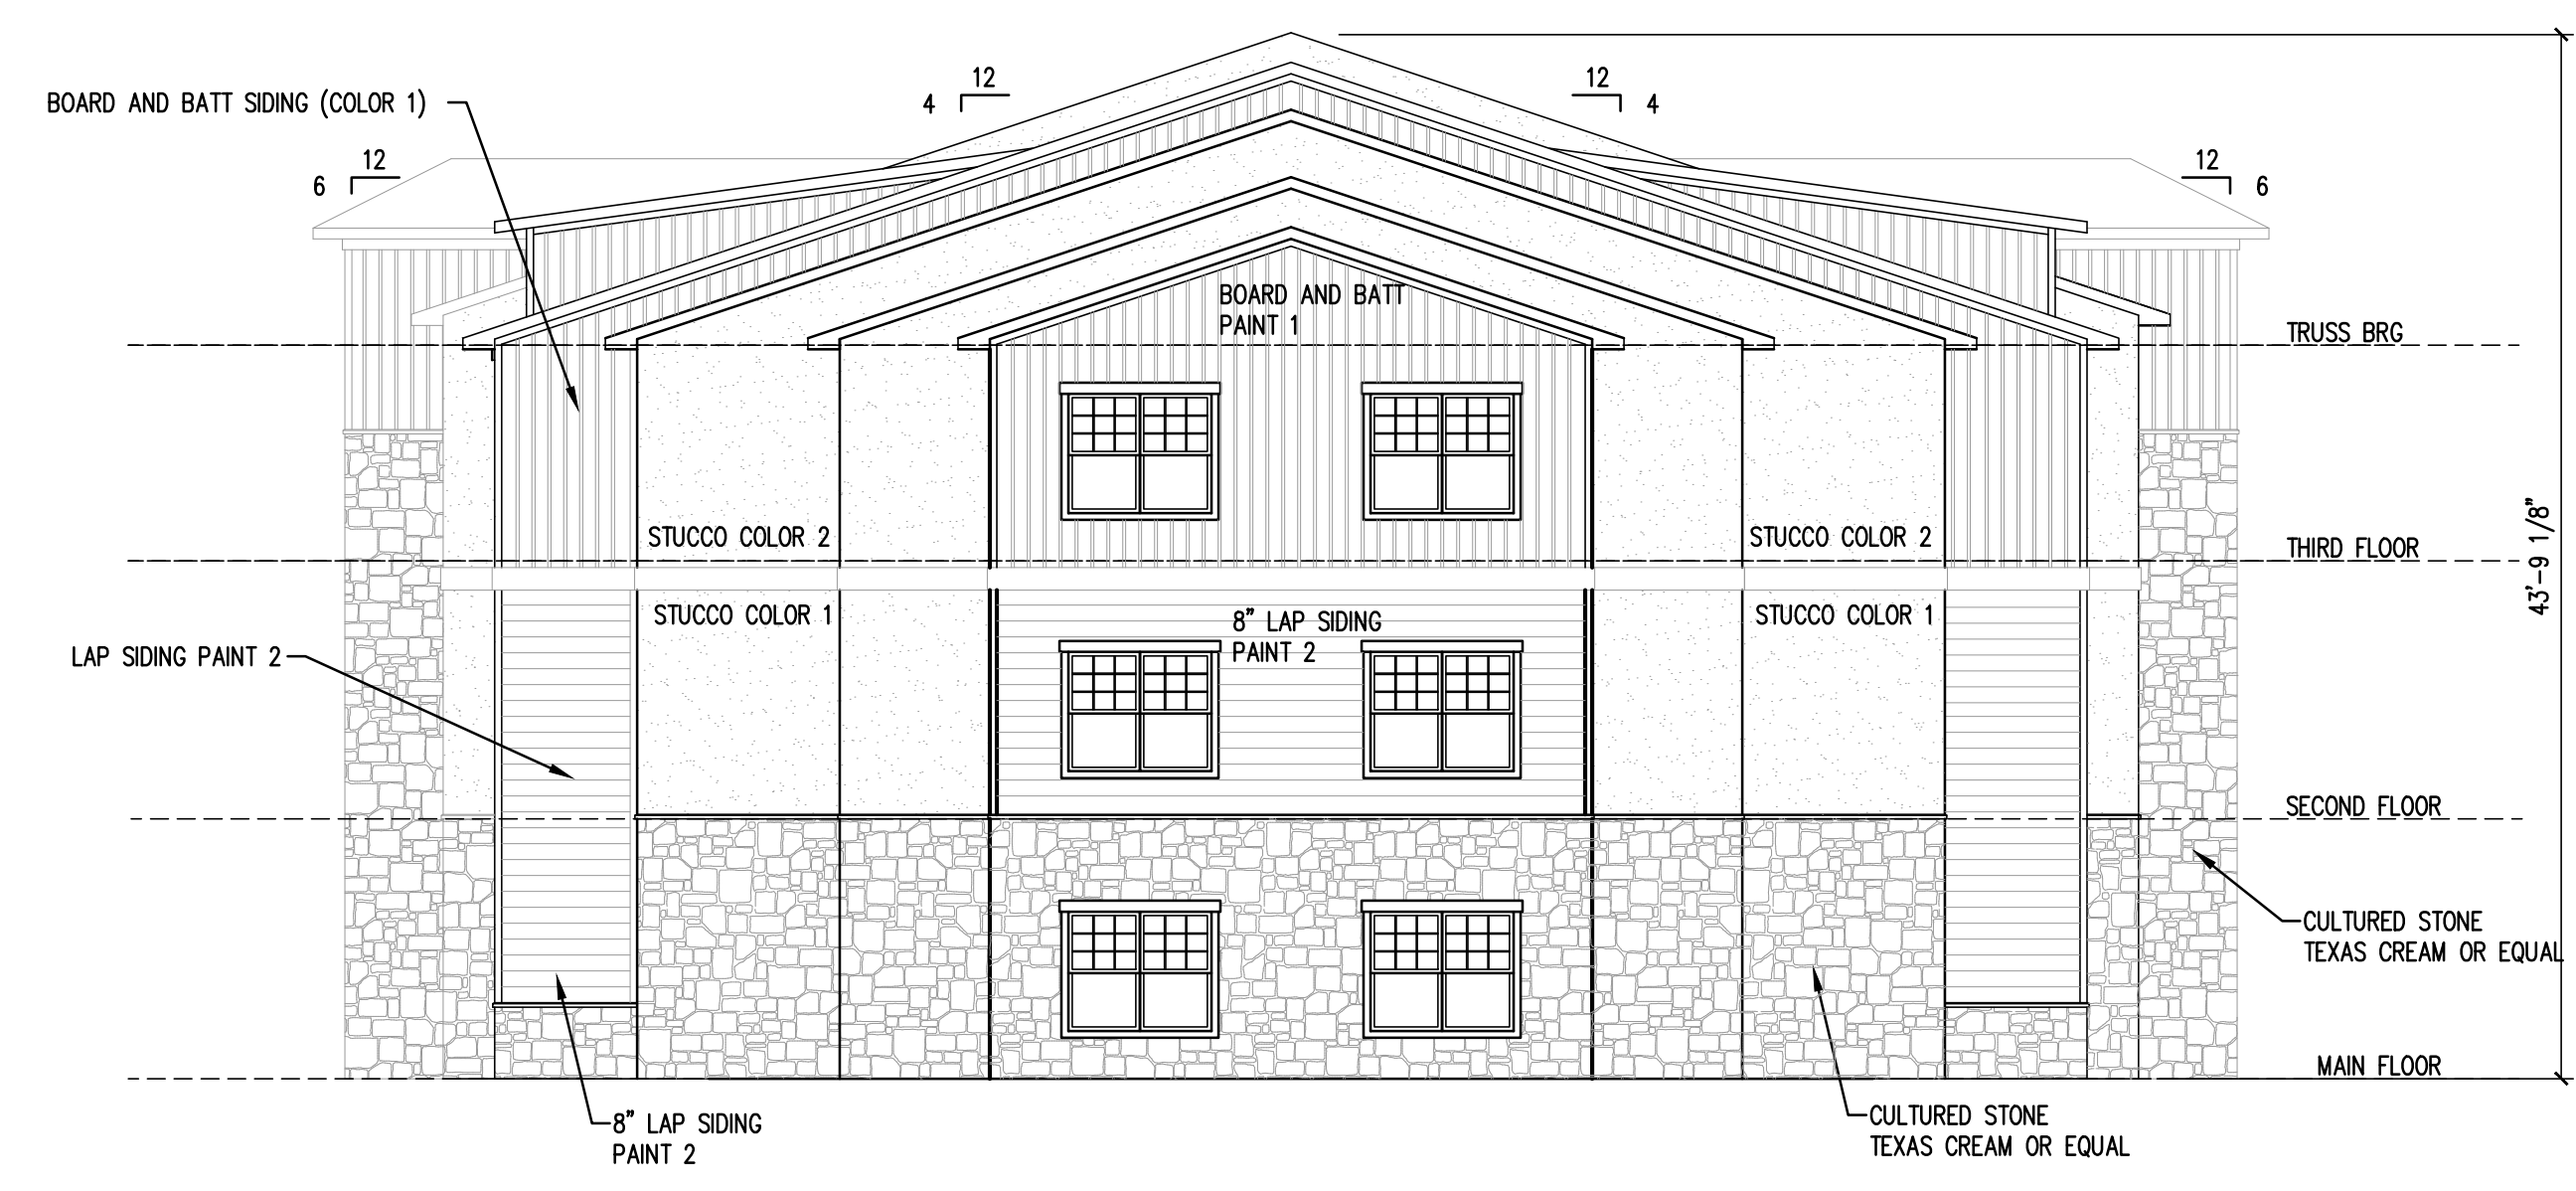 12
12
4
4
BOARD AND BATT SIDING (COLOR 1)
12
12
6
6
BOARD AND BATT
PAINT 1
TRUSS BRG
STUCCO COLOR 2
STUCCO COLOR 2
THIRD FLOOR
43'-9 1/8"
STUCCO COLOR 1
8" LAP SIDING
PAINT 2
STUCCO COLOR 1
LAP SIDING PAINT 2
SECOND FLOOR
CULTURED STONE
TEXAS CREAM OR EQUAL
MAIN FLOOR
8" LAP SIDING
PAINT 2
CULTURED STONE
TEXAS CREAM OR EQUAL